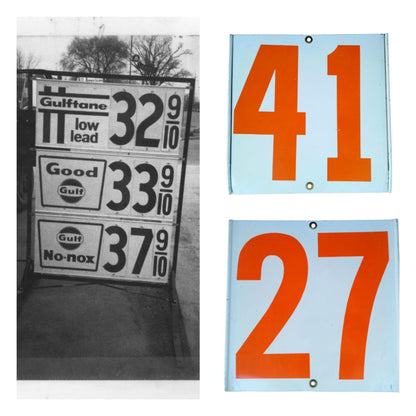 Gulftane
low
lead
32 9/10
Good
Gulf
33 9/10
Gulf
No-nox
37 9/10
41
27